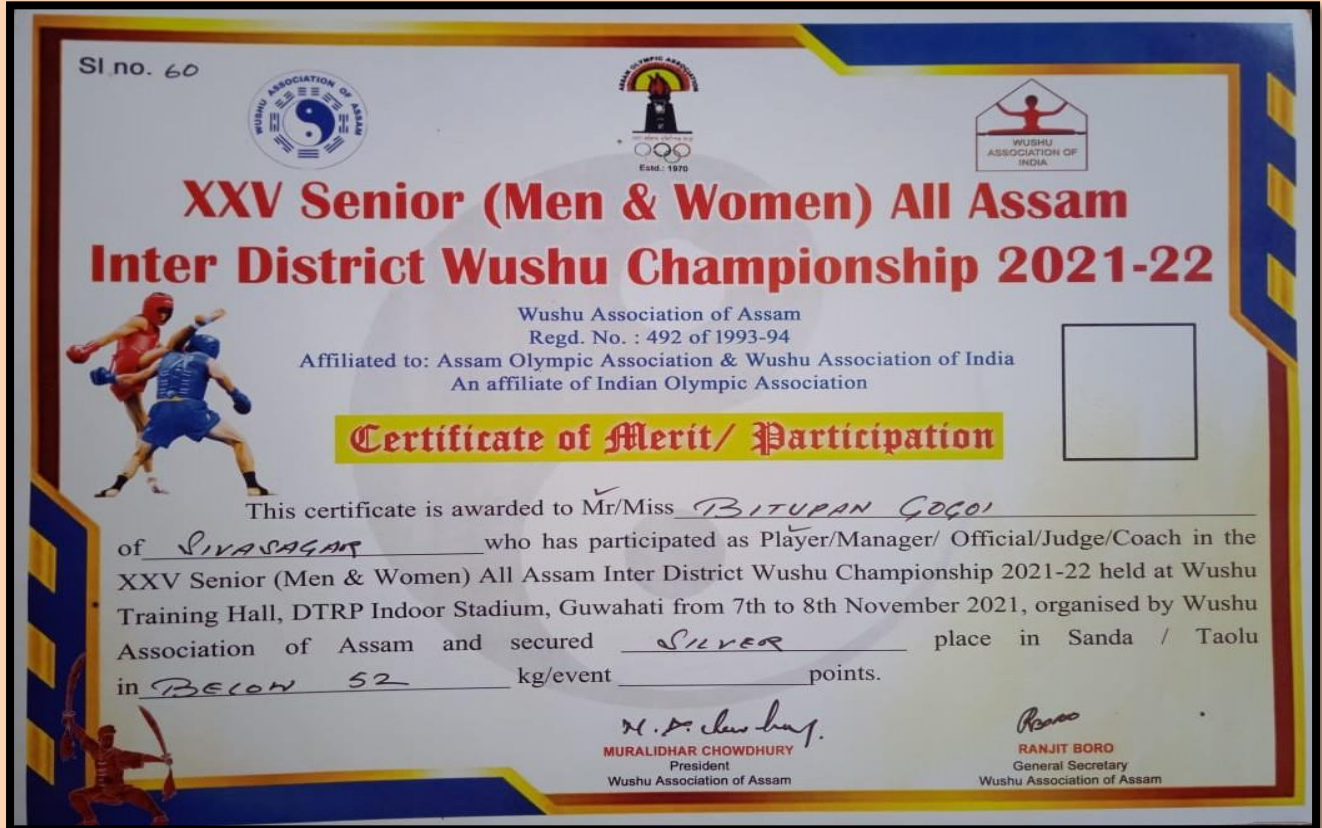 Sl no. 60
WUSHU ASSOCIATION OF ASSAM
ASSAM OLYMPIC ASSOCIATION
Estd.: 1970
WUSHU
ASSOCIATION OF
INDIA
XXV Senior (Men & Women) All Assam
Inter District Wushu Championship 2021-22
Wushu Association of Assam
Regd. No. : 492 of 1993-94
Affiliated to: Assam Olympic Association & Wushu Association of India
An affiliate of Indian Olympic Association
Certificate of Merit/ Participation
This certificate is awarded to Mr/Miss BITUPAN GOGOI
of SIVASAGAR who has participated as Player/Manager/ Official/Judge/Coach in the
XXV Senior (Men & Women) All Assam Inter District Wushu Championship 2021-22 held at Wushu
Training Hall, DTRP Indoor Stadium, Guwahati from 7th to 8th November 2021, organised by Wushu
Association of Assam and secured SILVER place in Sanda / Taolu
in BELOW 52 kg/event points.
MURALIDHAR CHOWDHURY
President
Wushu Association of Assam
RANJIT BORO
General Secretary
Wushu Association of Assam